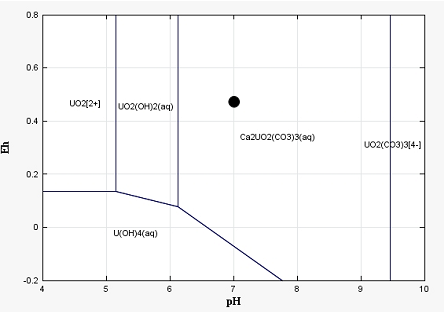 0.8
0.6
0.4
0.2
0
-0.2
Eh
UO2[2+]
UO2(OH)2(aq)
Ca2UO2(CO3)3(aq)
UO2(CO3)3[4-]
U(OH)4(aq)
4
5
6
7
8
9
10
pH